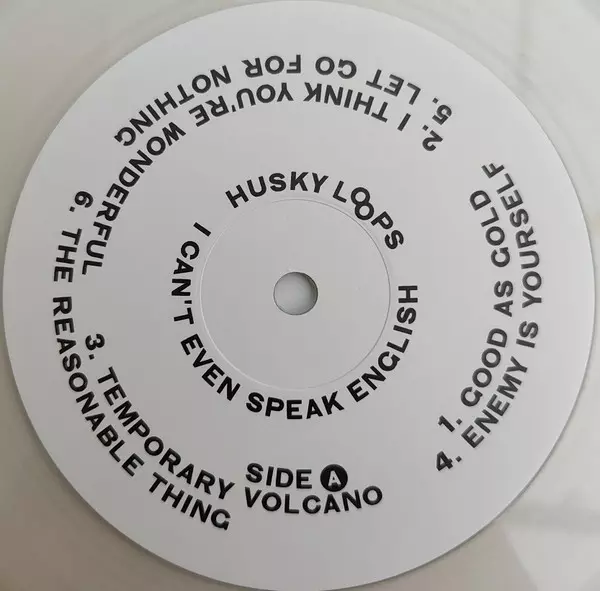 HUSKY LOOPS
I CAN'T EVEN SPEAK ENGLISH
SIDE A
1. GOOD AS GOLD
2. I THINK YOU'RE WONDERFUL
3. TEMPORARY VOLCANO
4. ENEMY IS YOURSELF
5. LET GO FOR NOTHING
6. THE REASONABLE THING